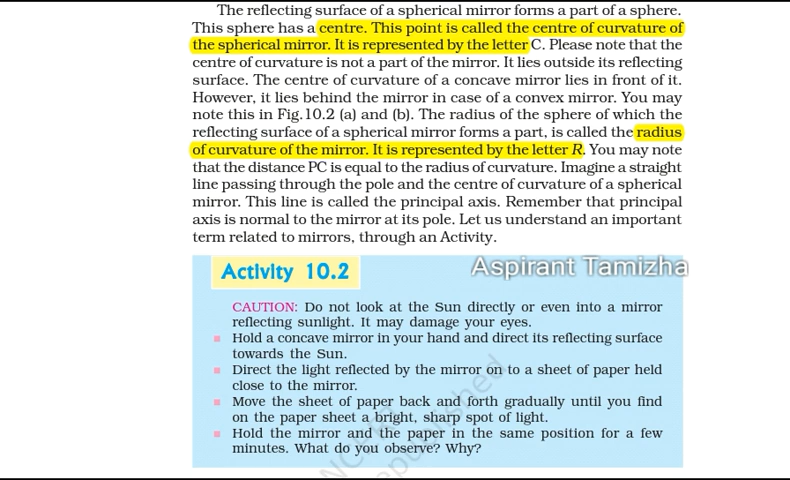 The reflecting surface of a spherical mirror forms a part of a sphere.
This sphere has a centre. This point is called the centre of curvature of
the spherical mirror. It is represented by the letter C. Please note that the
centre of curvature is not a part of the mirror. It lies outside its reflecting
surface. The centre of curvature of a concave mirror lies in front of it.
However, it lies behind the mirror in case of a convex mirror. You may
note this in Fig.10.2 (a) and (b). The radius of the sphere of which the
reflecting surface of a spherical mirror forms a part, is called the radius
of curvature of the mirror. It is represented by the letter R. You may note
that the distance PC is equal to the radius of curvature. Imagine a straight
line passing through the pole and the centre of curvature of a spherical
mirror. This line is called the principal axis. Remember that principal
axis is normal to the mirror at its pole. Let us understand an important
term related to mirrors, through an Activity.
Activity 10.2
Aspirant Tamizha
CAUTION: Do not look at the Sun directly or even into a mirror
reflecting sunlight. It may damage your eyes.
Hold a concave mirror in your hand and direct its reflecting surface
towards the Sun.
Direct the light reflected by the mirror on to a sheet of paper held
close to the mirror.
Move the sheet of paper back and forth gradually until you find
on the paper sheet a bright, sharp spot of light.
Hold the mirror and the paper in the same position for a few
minutes. What do you observe? Why?